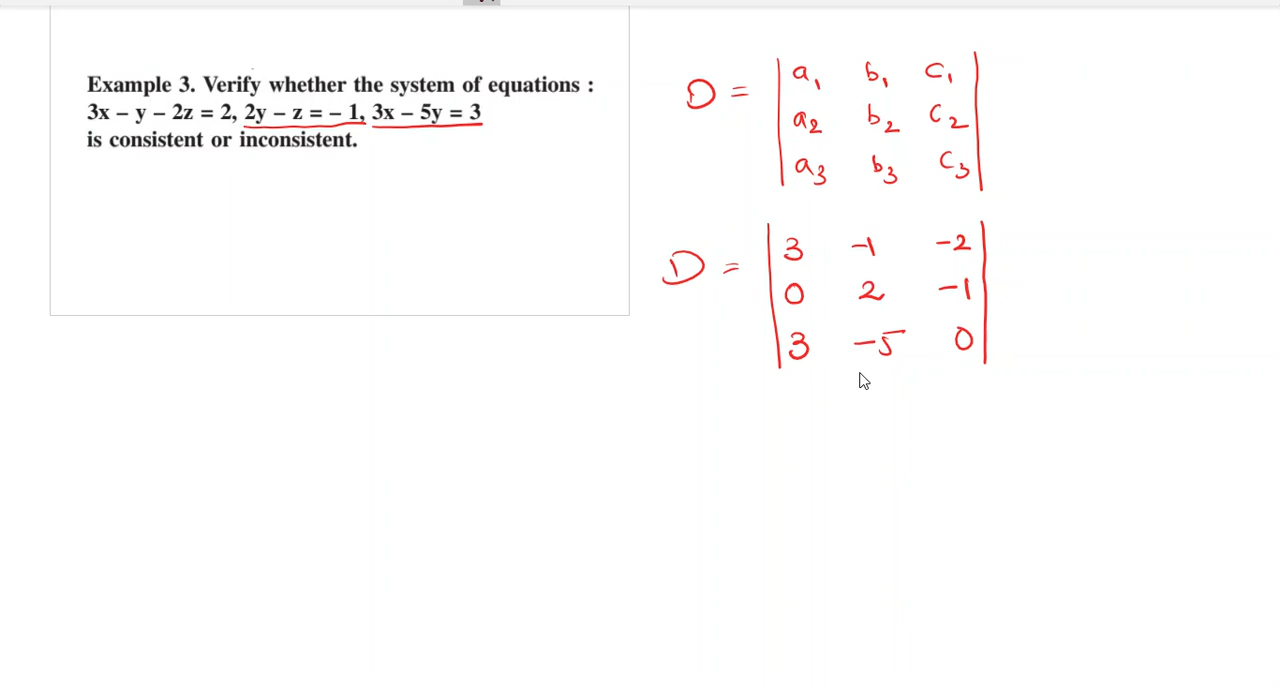 Example 3. Verify whether the system of equations :
3x – y – 2z = 2, 2y – z = – 1, 3x – 5y = 3
is consistent or inconsistent.
D = | a₁ b₁ c₁ |
| a₂ b₂ c₂ |
| a₃ b₃ c₃ |
D = | 3 -1 -2 |
| 0 2 -1 |
| 3 -5 0 |